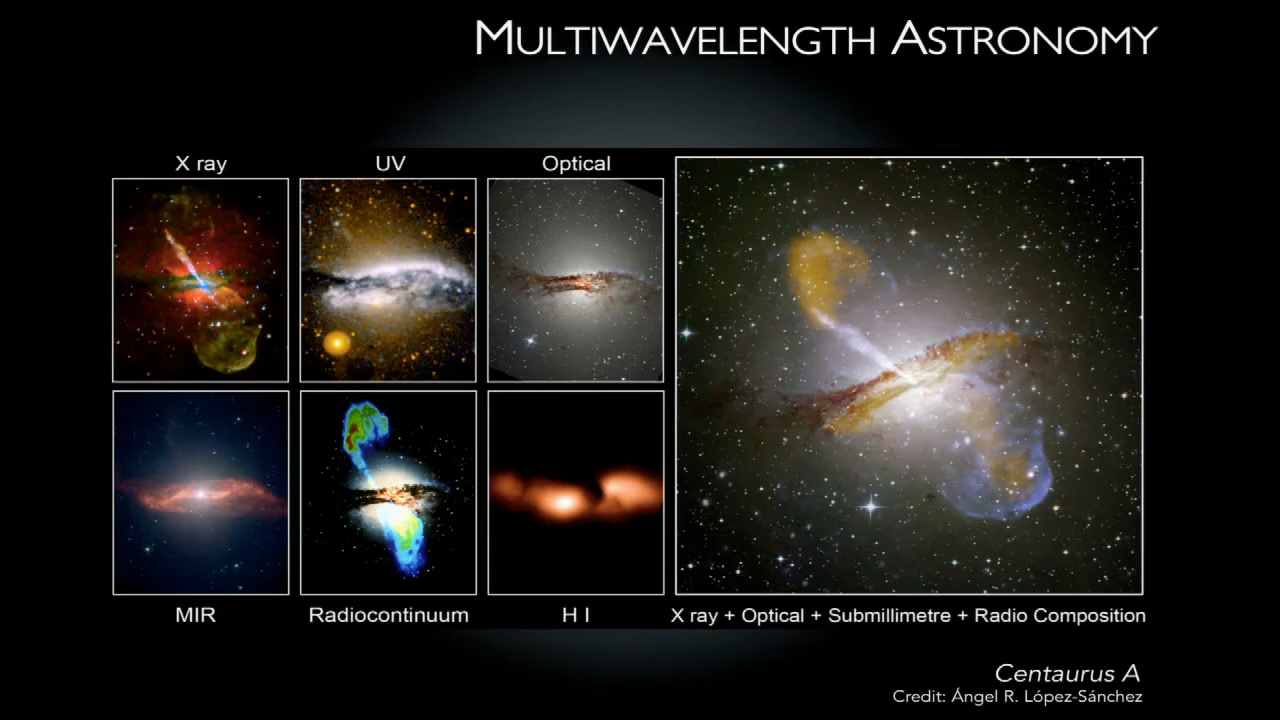 MULTIWAVELENGTH ASTRONOMY
X ray
UV
Optical
MIR
Radiocontinuum
H I
X ray + Optical + Submillimetre + Radio Composition
Centaurus A
Credit: Ángel R. López-Sánchez